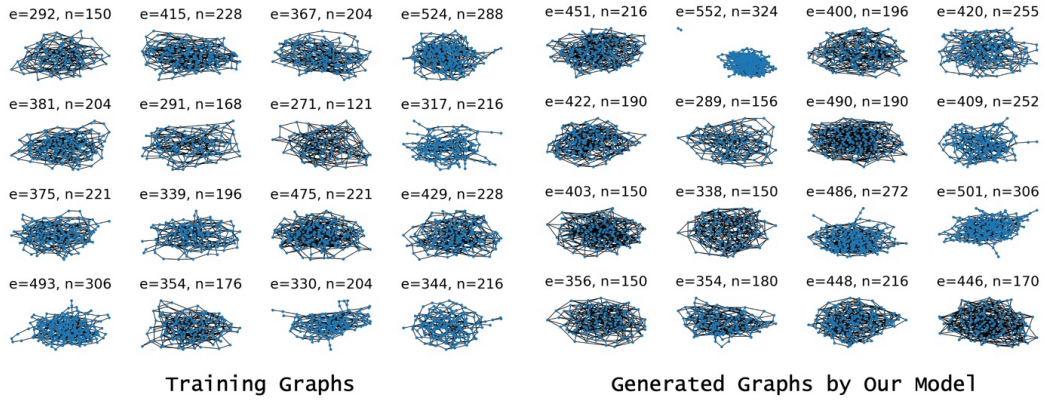 e=292, n=150 e=415, n=228 e=367, n=204 e=524, n=288 e=451, n=216 e=552, n=324 e=400, n=196 e=420, n=255
e=381, n=204 e=291, n=168 e=271, n=121 e=317, n=216 e=422, n=190 e=289, n=156 e=490, n=190 e=409, n=252
e=375, n=221 e=339, n=196 e=475, n=221 e=429, n=228 e=403, n=150 e=338, n=150 e=486, n=272 e=501, n=306
e=493, n=306 e=354, n=176 e=330, n=204 e=344, n=216 e=356, n=150 e=354, n=180 e=448, n=216 e=446, n=170
Training Graphs Generated Graphs by Our Model